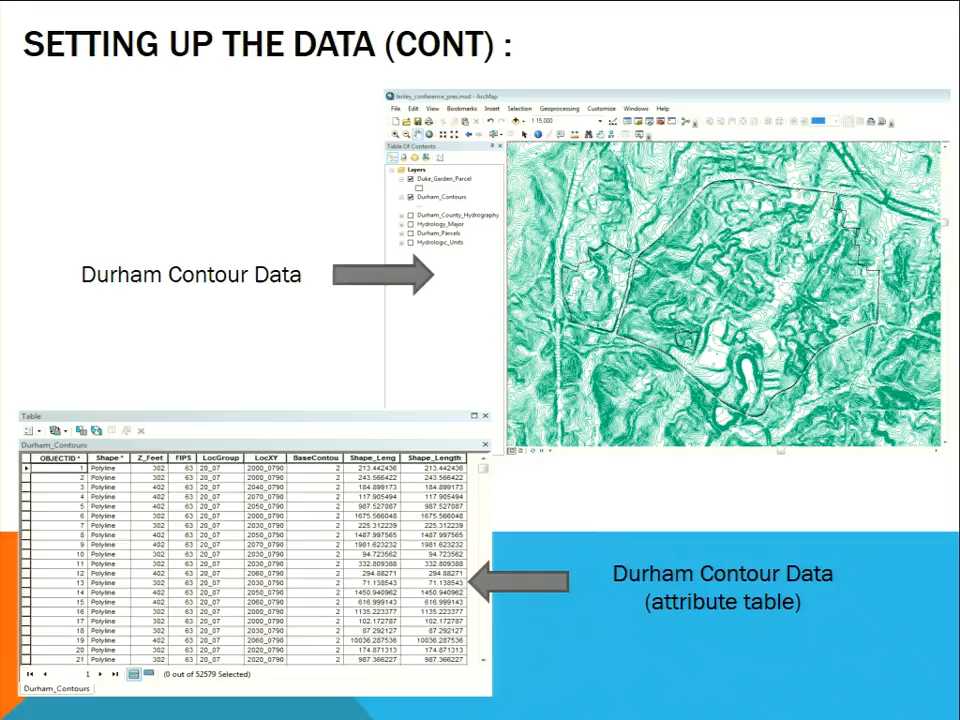 SETTING UP THE DATA (CONT) :
File Edit View Bookmarks Insert Selection Geoprocessing Customize Windows Help
Table Of Contents
Layers
Duke_Garden_Parcel
Durham_Contours
Durham_County_Hydrography
Hydrology_Major
Durham_Parcels
Hydrologic_Units
Durham Contour Data
Table
Durham_Contours
OBJECTID * Shape * Z_Feet FIPS LocGroup LocXY BaseContou Shape_Leng Shape_Length
1 Polyline 302 63 20_07 2000_0790 2 213.442436 213.442436
2 Polyline 302 63 20_07 2000_0790 2 243.566422 243.566422
3 Polyline 402 63 20_07 2040_0790 2 184.899173 184.899173
4 Polyline 402 63 20_07 2070_0790 2 117.905494 117.905494
5 Polyline 402 63 20_07 2050_0790 2 987.527087 987.527087
6 Polyline 302 63 20_07 2000_0790 2 1675.566048 1675.566048
7 Polyline 302 63 20_07 2030_0790 2 225.312239 225.312239
8 Polyline 402 63 20_07 2050_0790 2 1487.997565 1487.997565
9 Polyline 402 63 20_07 2070_0790 2 1981.623232 1981.623232
10 Polyline 302 63 20_07 2030_0790 2 94.723562 94.723562
11 Polyline 302 63 20_07 2030_0790 2 332.809388 332.809388
12 Polyline 402 63 20_07 2060_0790 2 294.88271 294.88271
13 Polyline 302 63 20_07 2030_0790 2 71.138543 71.138543
14 Polyline 402 63 20_07 2050_0790 2 1450.940962 1450.940962
15 Polyline 402 63 20_07 2060_0790 2 616.999143 616.999143
16 Polyline 302 63 20_07 2000_0790 2 1135.223377 1135.223377
17 Polyline 302 63 20_07 2000_0790 2 102.172787 102.172787
18 Polyline 302 63 20_07 2030_0790 2 87.292127 87.292127
19 Polyline 402 63 20_07 2060_0790 2 10036.287536 10036.287536
20 Polyline 302 63 20_07 2020_0790 2 174.871313 174.871313
21 Polyline 302 63 20_07 2020_0790 2 987.366227 987.366227
1 (0 out of 52579 Selected)
Durham_Contours
Durham Contour Data
(attribute table)